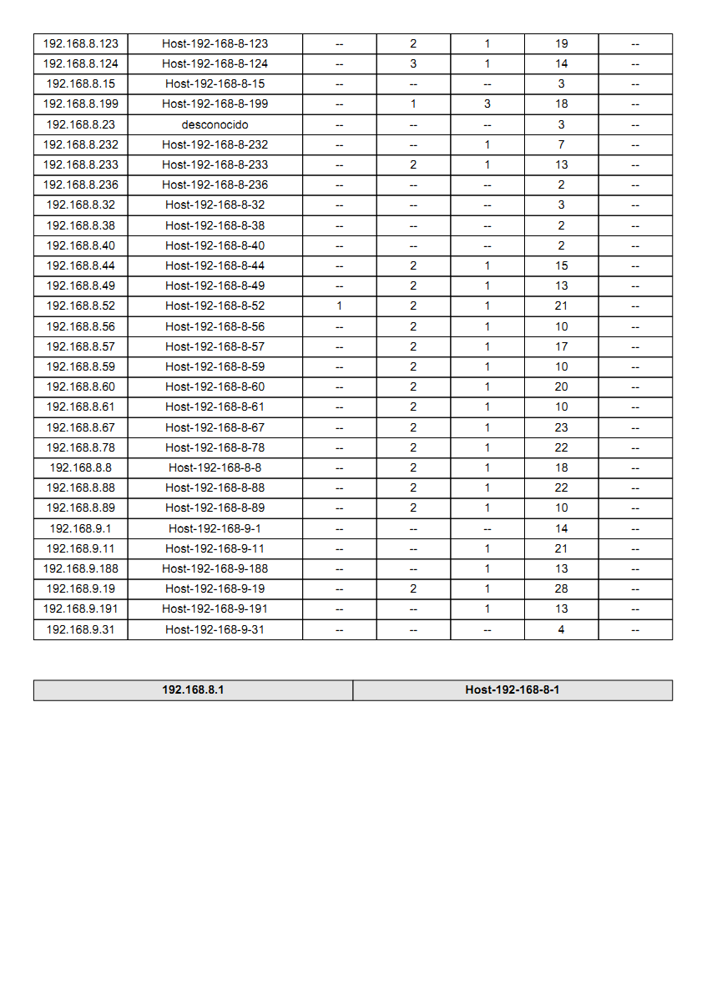 192.168.8.123 Host-192-168-8-123 -- 2 1 19 --
192.168.8.124 Host-192-168-8-124 -- 3 1 14 --
192.168.8.15 Host-192-168-8-15 -- -- -- 3 --
192.168.8.199 Host-192-168-8-199 -- 1 3 18 --
192.168.8.23 desconocido -- -- -- 3 --
192.168.8.232 Host-192-168-8-232 -- -- 1 7 --
192.168.8.233 Host-192-168-8-233 -- 2 1 13 --
192.168.8.236 Host-192-168-8-236 -- -- -- 2 --
192.168.8.32 Host-192-168-8-32 -- -- -- 3 --
192.168.8.38 Host-192-168-8-38 -- -- -- 2 --
192.168.8.40 Host-192-168-8-40 -- -- -- 2 --
192.168.8.44 Host-192-168-8-44 -- 2 1 15 --
192.168.8.49 Host-192-168-8-49 -- 2 1 13 --
192.168.8.52 Host-192-168-8-52 1 2 1 21 --
192.168.8.56 Host-192-168-8-56 -- 2 1 10 --
192.168.8.57 Host-192-168-8-57 -- 2 1 17 --
192.168.8.59 Host-192-168-8-59 -- 2 1 10 --
192.168.8.60 Host-192-168-8-60 -- 2 1 20 --
192.168.8.61 Host-192-168-8-61 -- 2 1 10 --
192.168.8.67 Host-192-168-8-67 -- 2 1 23 --
192.168.8.78 Host-192-168-8-78 -- 2 1 22 --
192.168.8.8 Host-192-168-8-8 -- 2 1 18 --
192.168.8.88 Host-192-168-8-88 -- 2 1 22 --
192.168.8.89 Host-192-168-8-89 -- 2 1 10 --
192.168.9.1 Host-192-168-9-1 -- -- -- 14 --
192.168.9.11 Host-192-168-9-11 -- -- 1 21 --
192.168.9.188 Host-192-168-9-188 -- -- 1 13 --
192.168.9.19 Host-192-168-9-19 -- 2 1 28 --
192.168.9.191 Host-192-168-9-191 -- -- 1 13 --
192.168.9.31 Host-192-168-9-31 -- -- -- 4 --
192.168.8.1 Host-192-168-8-1